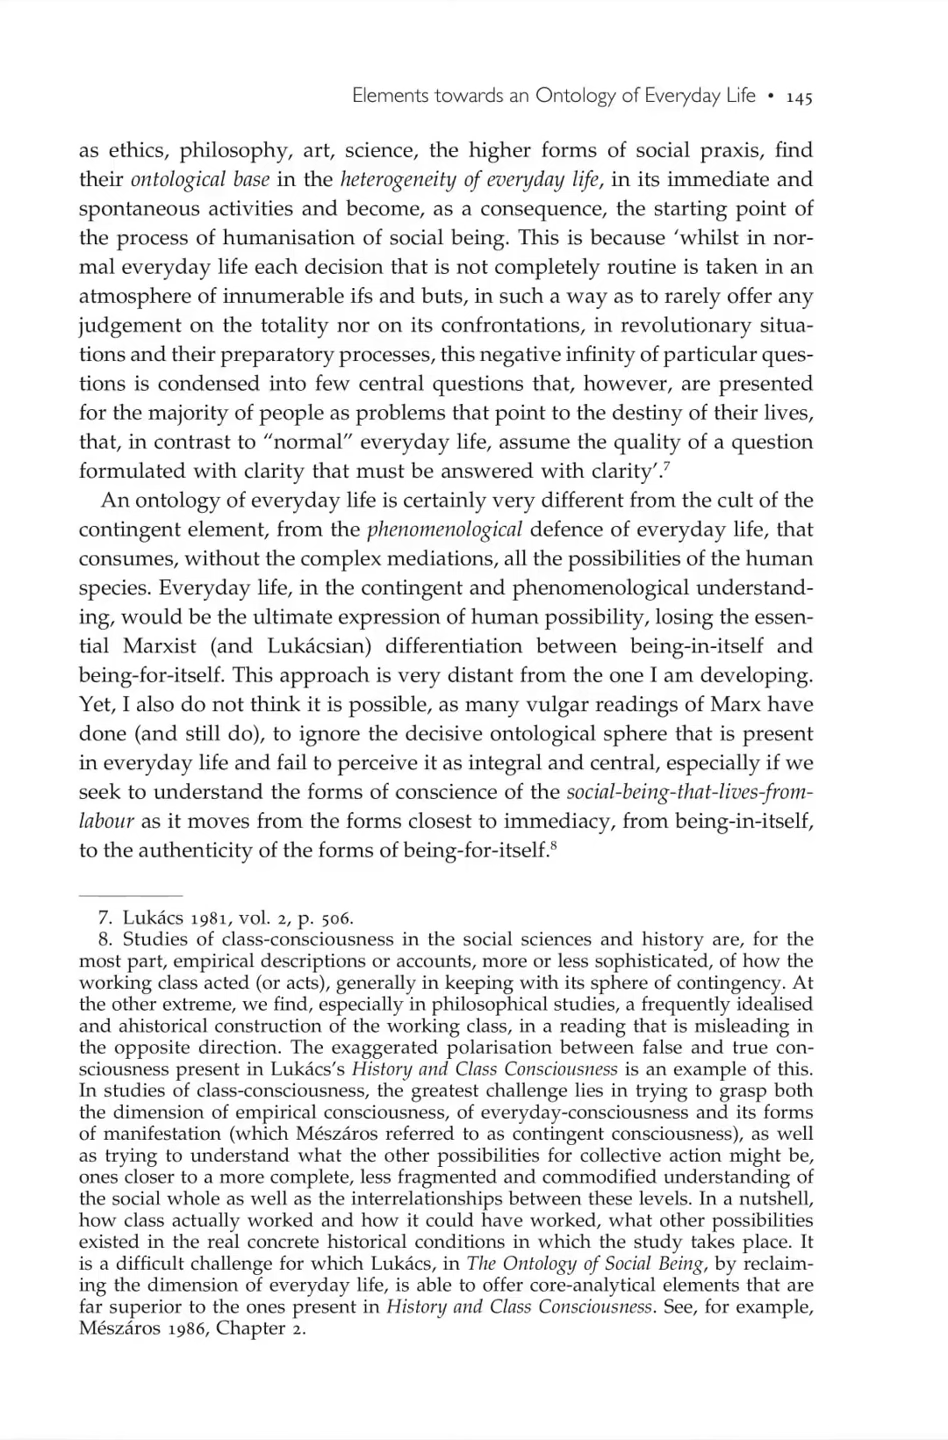 Elements towards an Ontology of Everyday Life • 145
as ethics, philosophy, art, science, the higher forms of social praxis, find
their ontological base in the heterogeneity of everyday life, in its immediate and
spontaneous activities and become, as a consequence, the starting point of
the process of humanisation of social being. This is because ‘whilst in nor-
mal everyday life each decision that is not completely routine is taken in an
atmosphere of innumerable ifs and buts, in such a way as to rarely offer any
judgement on the totality nor on its confrontations, in revolutionary situa-
tions and their preparatory processes, this negative infinity of particular ques-
tions is condensed into few central questions that, however, are presented
for the majority of people as problems that point to the destiny of their lives,
that, in contrast to “normal” everyday life, assume the quality of a question
formulated with clarity that must be answered with clarity’.⁷
An ontology of everyday life is certainly very different from the cult of the
contingent element, from the phenomenological defence of everyday life, that
consumes, without the complex mediations, all the possibilities of the human
species. Everyday life, in the contingent and phenomenological understand-
ing, would be the ultimate expression of human possibility, losing the essen-
tial Marxist (and Lukácsian) differentiation between being-in-itself and
being-for-itself. This approach is very distant from the one I am developing.
Yet, I also do not think it is possible, as many vulgar readings of Marx have
done (and still do), to ignore the decisive ontological sphere that is present
in everyday life and fail to perceive it as integral and central, especially if we
seek to understand the forms of conscience of the social-being-that-lives-from-
labour as it moves from the forms closest to immediacy, from being-in-itself,
to the authenticity of the forms of being-for-itself.⁸
7. Lukács 1981, vol. 2, p. 506.
8. Studies of class-consciousness in the social sciences and history are, for the
most part, empirical descriptions or accounts, more or less sophisticated, of how the
working class acted (or acts), generally in keeping with its sphere of contingency. At
the other extreme, we find, especially in philosophical studies, a frequently idealised
and ahistorical construction of the working class, in a reading that is misleading in
the opposite direction. The exaggerated polarisation between false and true con-
sciousness present in Lukács’s History and Class Consciousness is an example of this.
In studies of class-consciousness, the greatest challenge lies in trying to grasp both
the dimension of empirical consciousness, of everyday-consciousness and its forms
of manifestation (which Mészáros referred to as contingent consciousness), as well
as trying to understand what the other possibilities for collective action might be,
ones closer to a more complete, less fragmented and commodified understanding of
the social whole as well as the interrelationships between these levels. In a nutshell,
how class actually worked and how it could have worked, what other possibilities
existed in the real concrete historical conditions in which the study takes place. It
is a difficult challenge for which Lukács, in The Ontology of Social Being, by reclaim-
ing the dimension of everyday life, is able to offer core-analytical elements that are
far superior to the ones present in History and Class Consciousness. See, for example,
Mészáros 1986, Chapter 2.